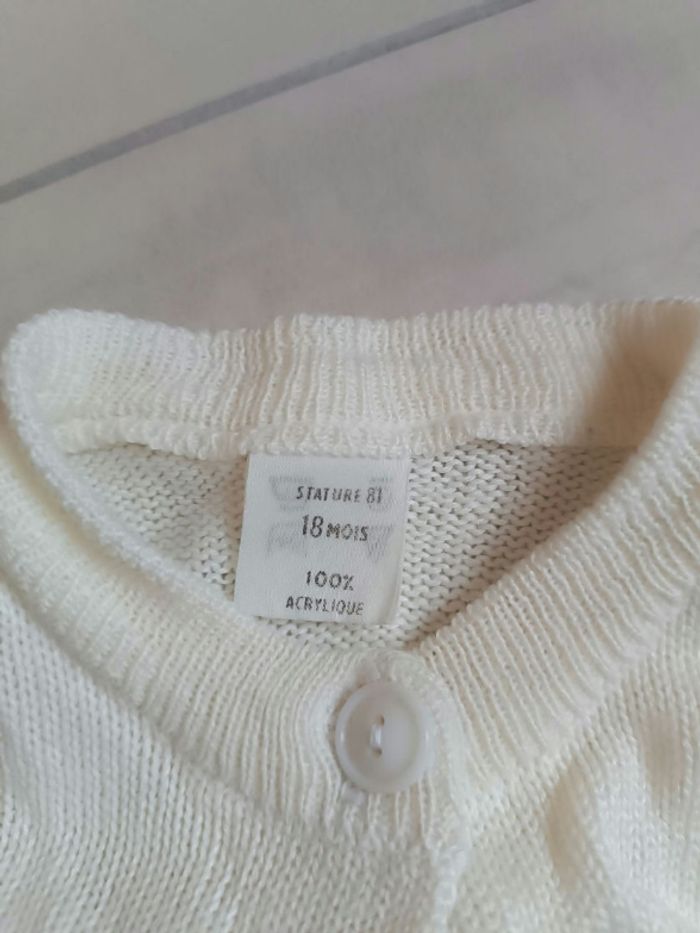 STATURE 81
18 MOIS
100%
ACRYLIQUE